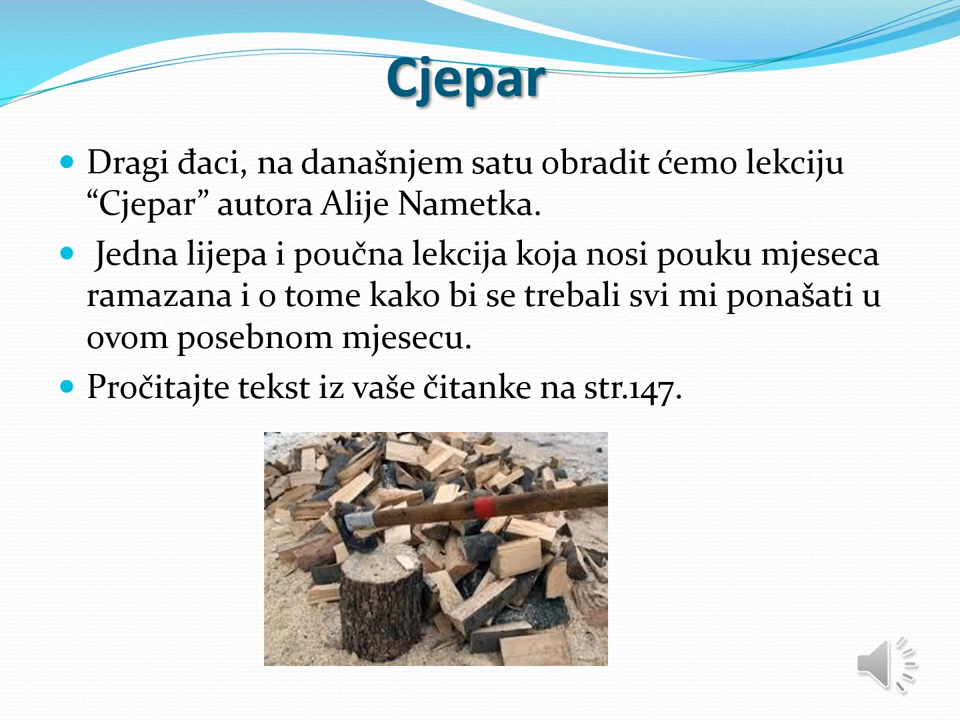 Cjepar
Dragi đaci, na današnjem satu obradit ćemo lekciju
“Cjepar” autora Alije Nametka.
Jedna lijepa i poučna lekcija koja nosi pouku mjeseca
ramazana i o tome kako bi se trebali svi mi ponašati u
ovom posebnom mjesecu.
Pročitajte tekst iz vaše čitanke na str.147.